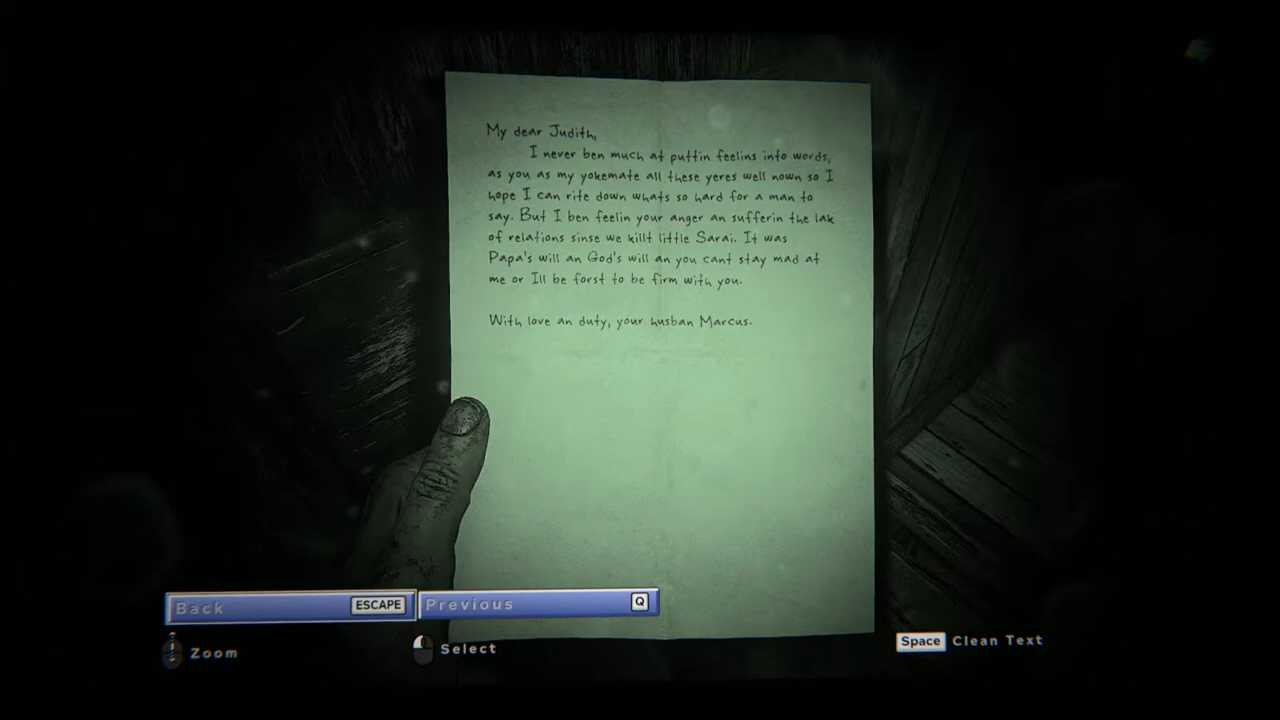 My dear Judith,
I never ben much at puttin feelins into words,
as you as my yokemate all these yeres well nown so I
hope I can rite down whats so hard for a man to
say. But I ben feelin your anger an sufferin the lak
of relations sinse we killt little Sarai. It was
Papa's will an God's will an you cant stay mad at
me or Ill be forst to be firm with you.
With love an duty, your husban Marcus.
Back ESCAPE Previous Q
Zoom Select Space Clean Text